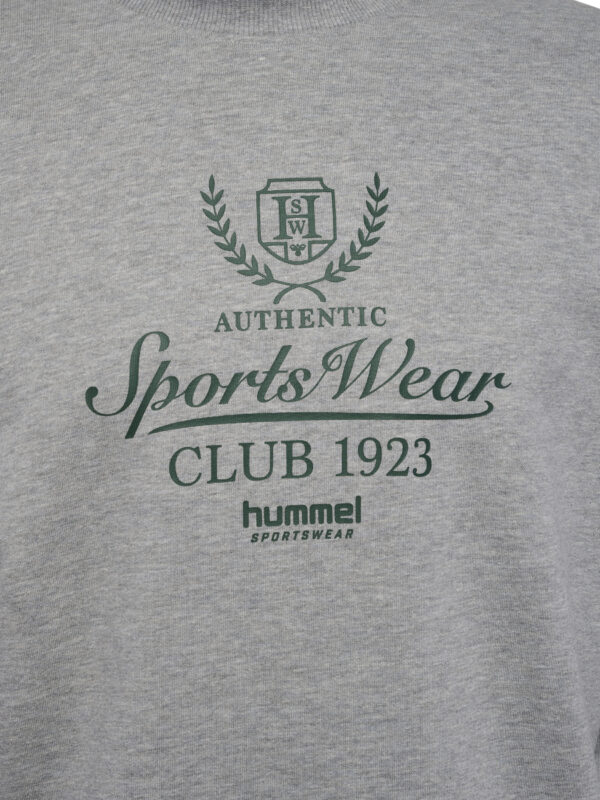 S
H
W
AUTHENTIC
SportsWear
CLUB 1923
hummel
SPORTSWEAR